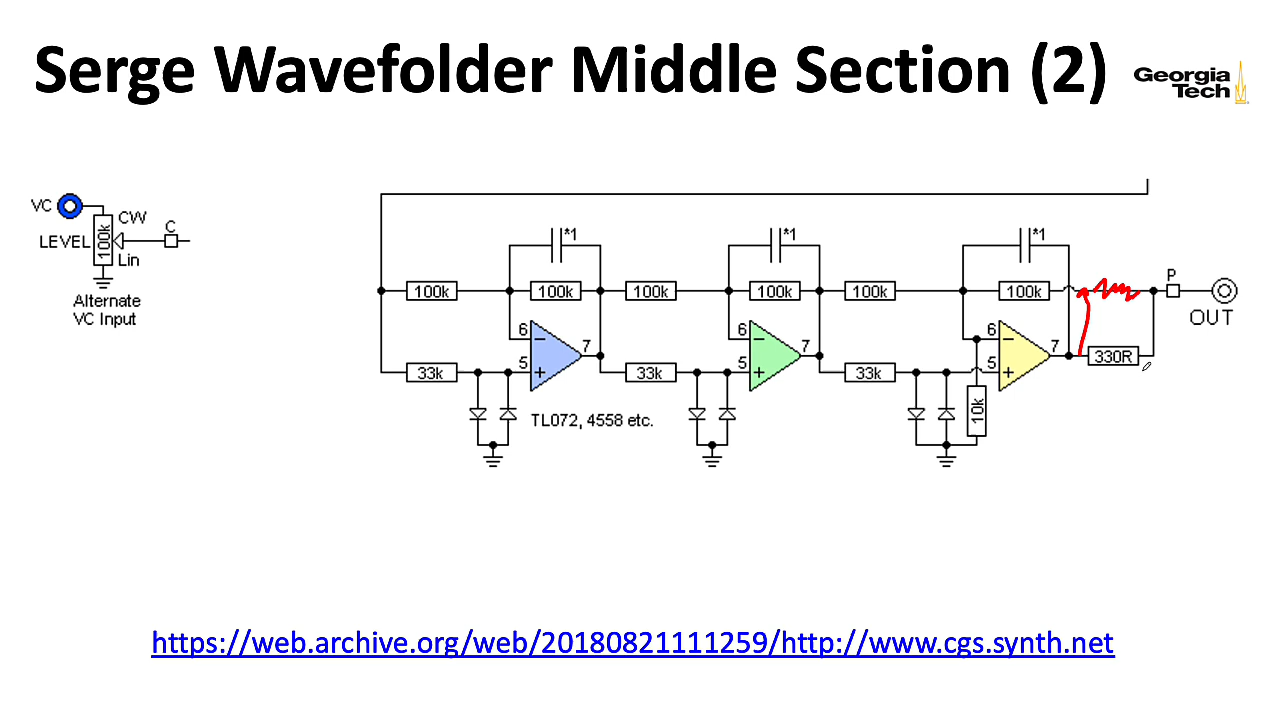 Serge Wavefolder Middle Section (2)
Georgia
Tech
VC
CW
LEVEL
100k
C
Lin
Alternate
VC Input
*1
*1
*1
100k
100k
100k
100k
100k
100k
P
OUT
6
7
6
7
6
7
5
5
5
33k
33k
33k
330R
10k
TL072, 4558 etc.
https://web.archive.org/web/20180821111259/http://www.cgs.synth.net